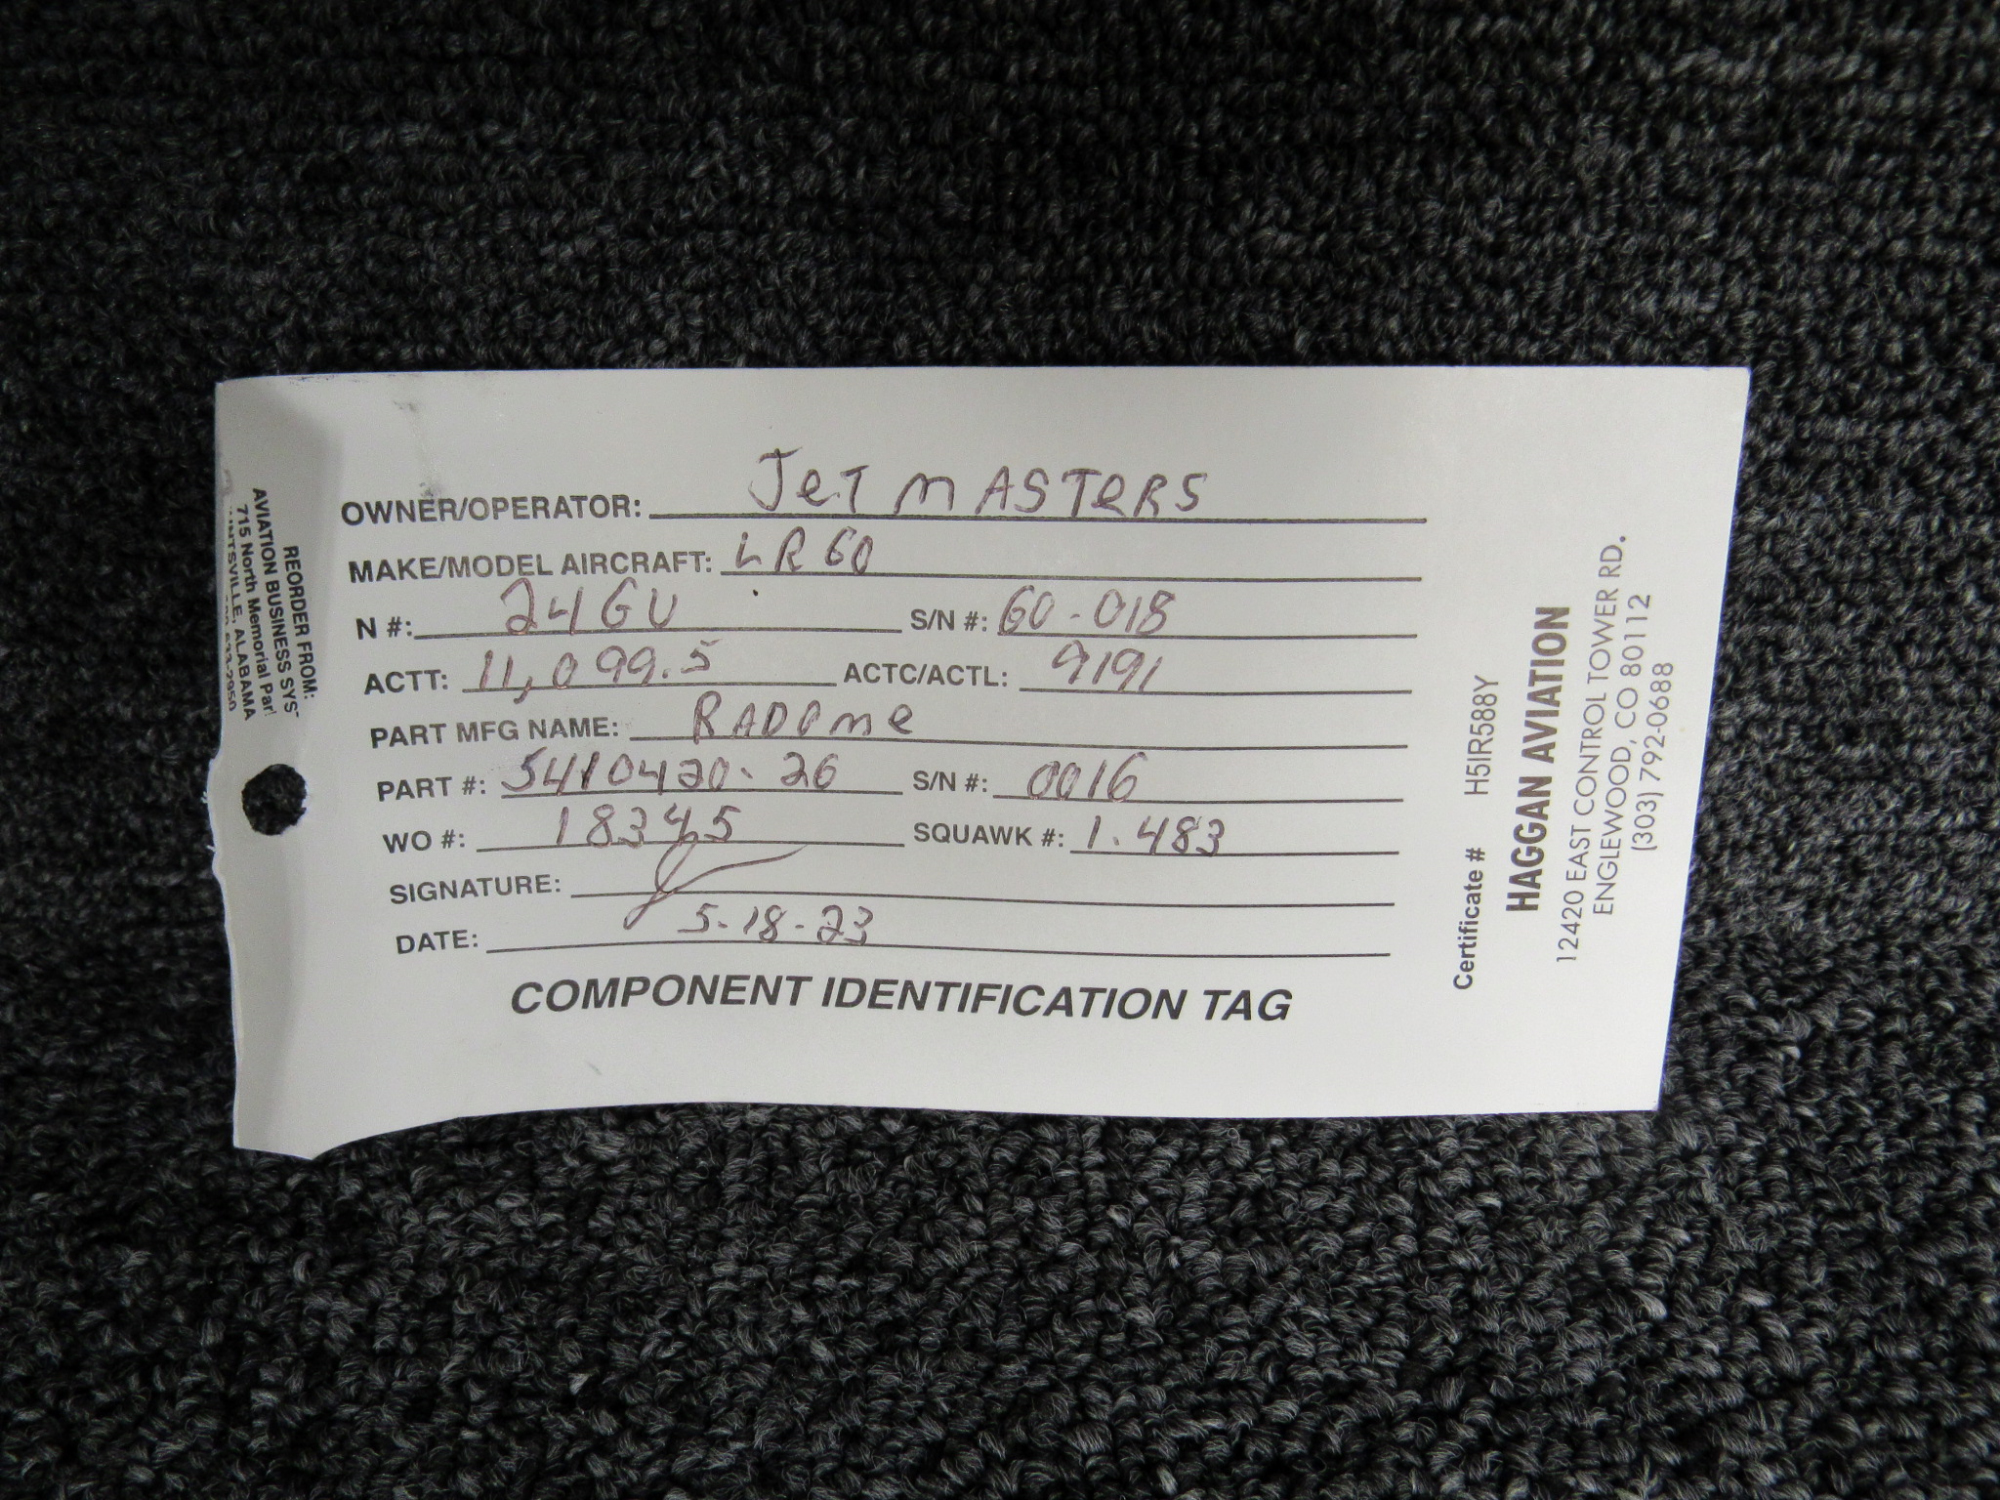 OWNER/OPERATOR: JeT mASTeRS
MAKE/MODEL AIRCRAFT: LR60
N #: 24GU S/N #: 60-018
ACTT: 11,099.5 ACTC/ACTL: 9191
PART MFG NAME: RADOme
PART #: 5410420-26 S/N #: 0016
WO #: 18345 SQUAWK #: 1.483
SIGNATURE:
DATE: 5-18-23
COMPONENT IDENTIFICATION TAG
Certificate # H5IR588Y
HAGGAN AVIATION
12420 EAST CONTROL TOWER RD.
ENGLEWOOD, CO 80112
(303) 792-0688
REORDER FROM:
AVIATION BUSINESS SYS
715 North Memorial Par
ALABAMA